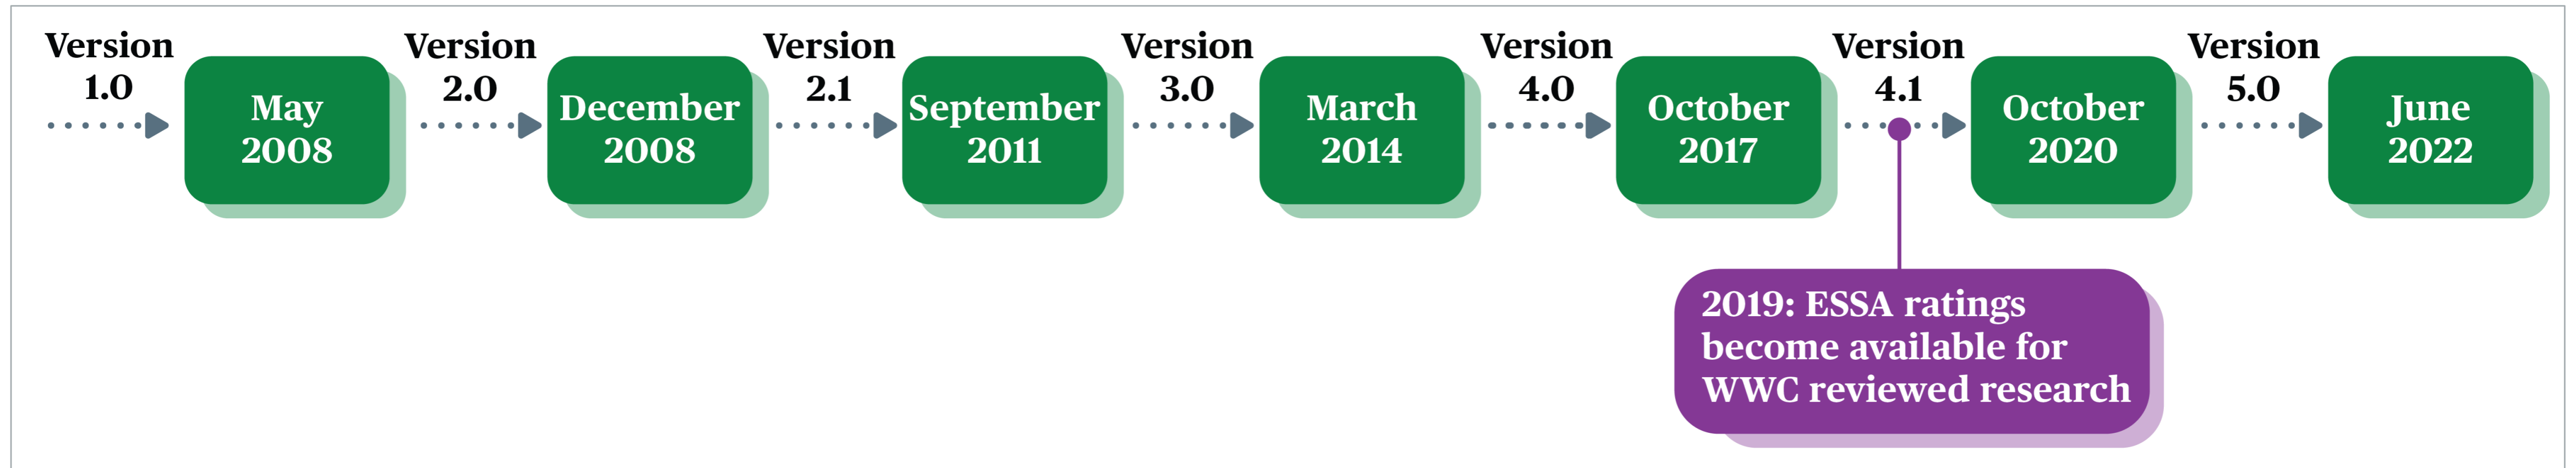 Version
1.0
May
2008
Version
2.0
December
2008
Version
2.1
September
2011
Version
3.0
March
2014
Version
4.0
October
2017
Version
4.1
October
2020
Version
5.0
June
2022
2019: ESSA ratings
become available for
WWC reviewed research